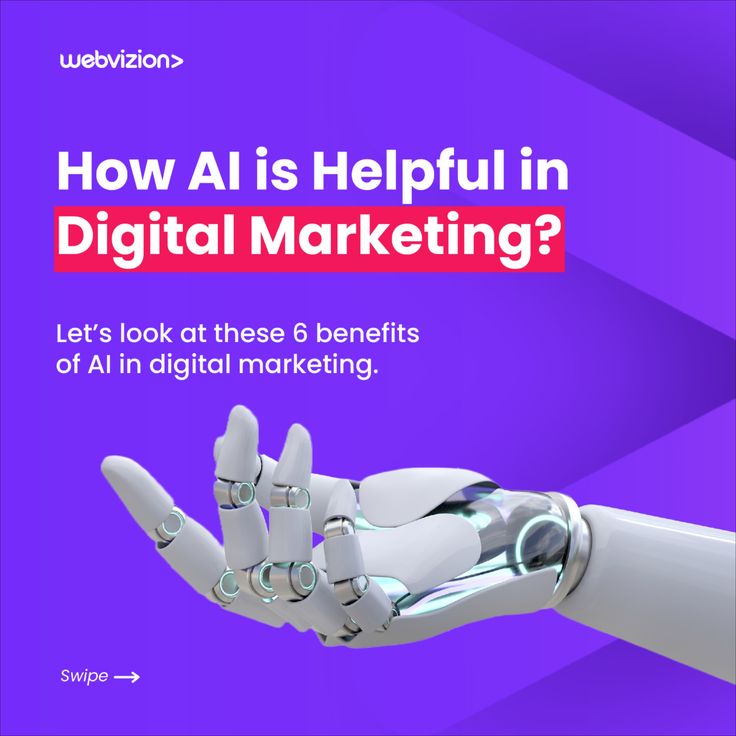 webvizion>
How AI is Helpful in
Digital Marketing?
Let’s look at these 6 benefits
of AI in digital marketing.
Swipe →